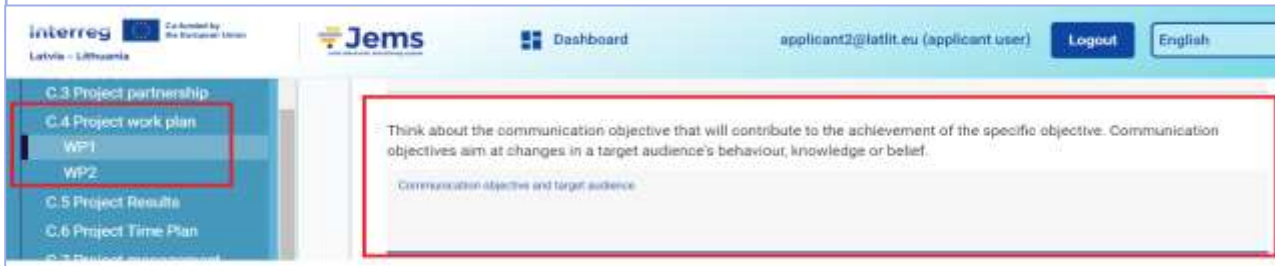 interreg
Co-funded by
the European Union
Latvia – Lithuania
Jems
Dashboard
applicant2@latlit.eu (applicant user)
Logout
English
C.3 Project partnership
C.4 Project work plan
WP1
WP2
C.5 Project Results
C.6 Project Time Plan
C.7 Project management
Think about the communication objective that will contribute to the achievement of the specific objective. Communication
objectives aim at changes in a target audience's behaviour, knowledge or belief.
Communication objective and target audience